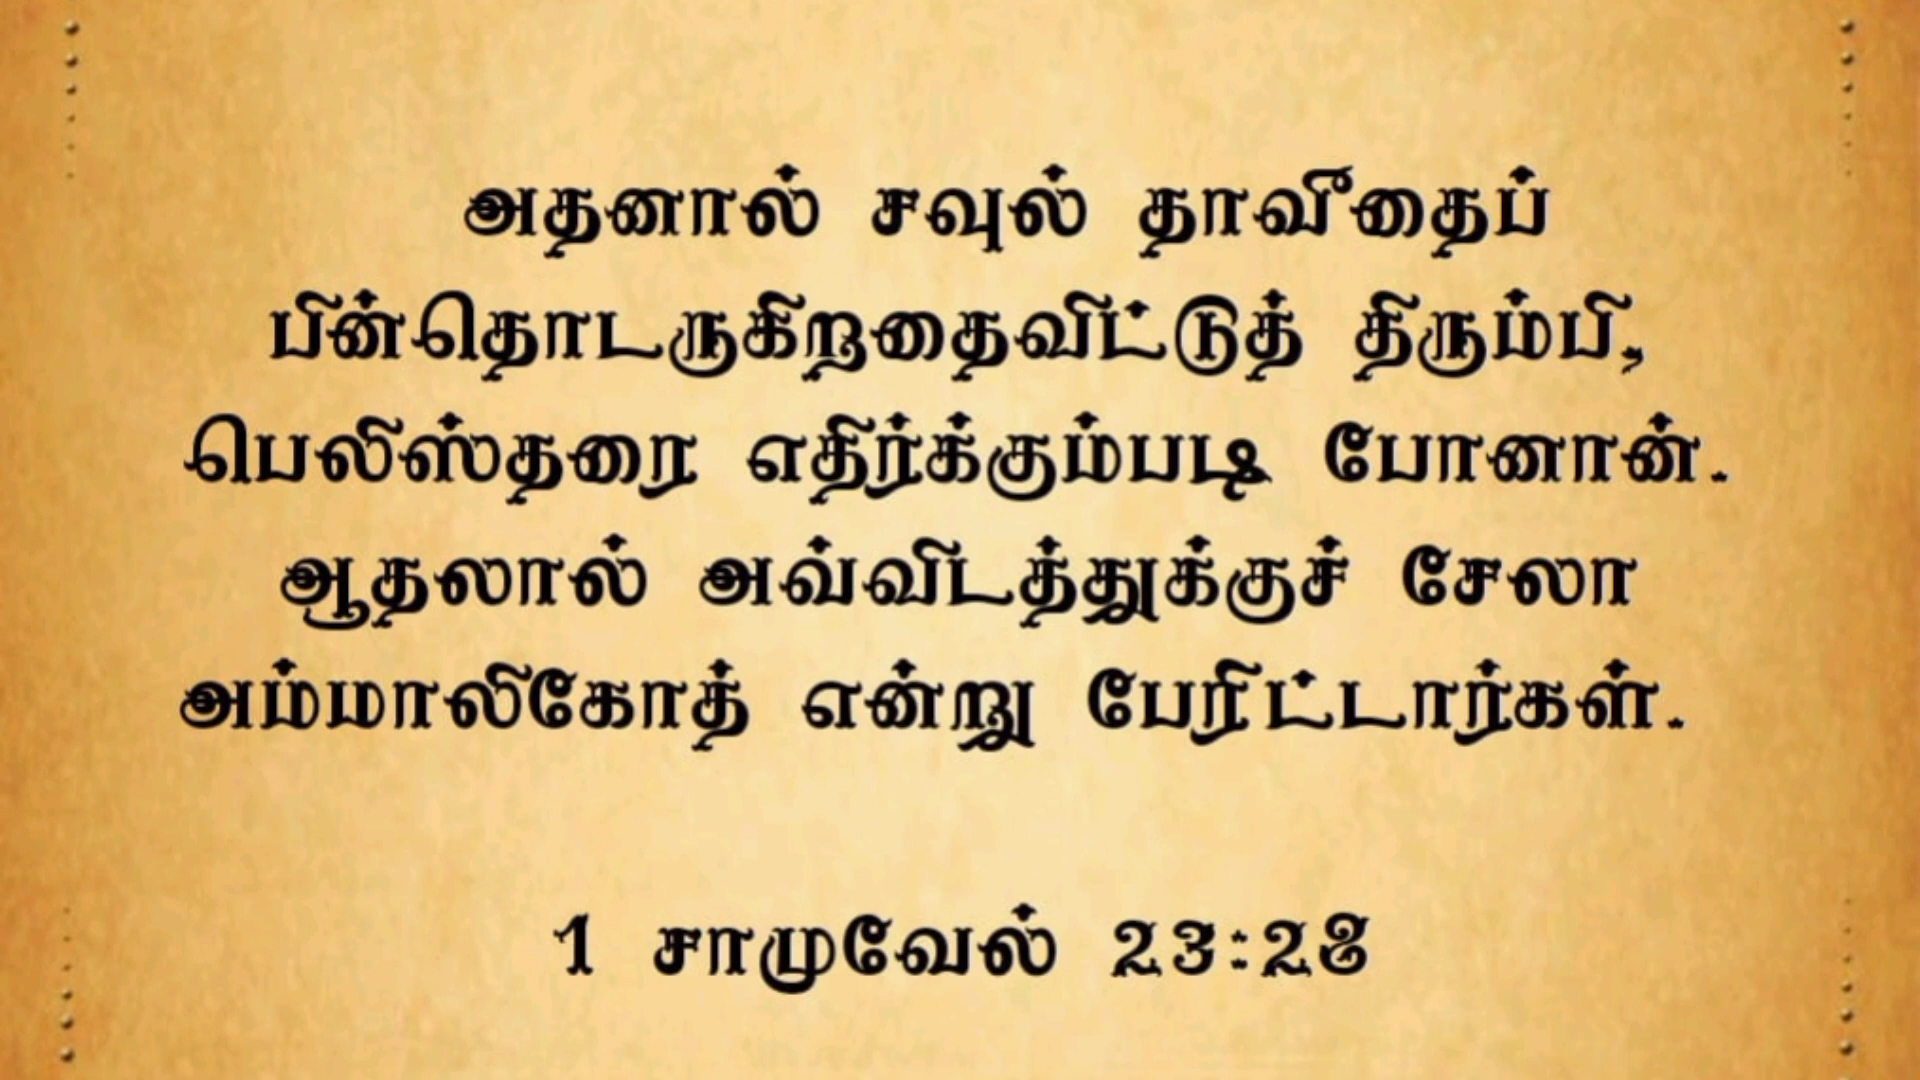 அதனால் சவுல் தாவீதைப்
பின்தொடருகிறதைவிட்டுத் திரும்பி,
பெலிஸ்தரை எதிர்க்கும்படி போனான்.
ஆதலால் அவ்விடத்துக்குச் சேலா
அம்மாலிகோத் என்று பேரிட்டார்கள்.
1 சாமுவேல் 23:28